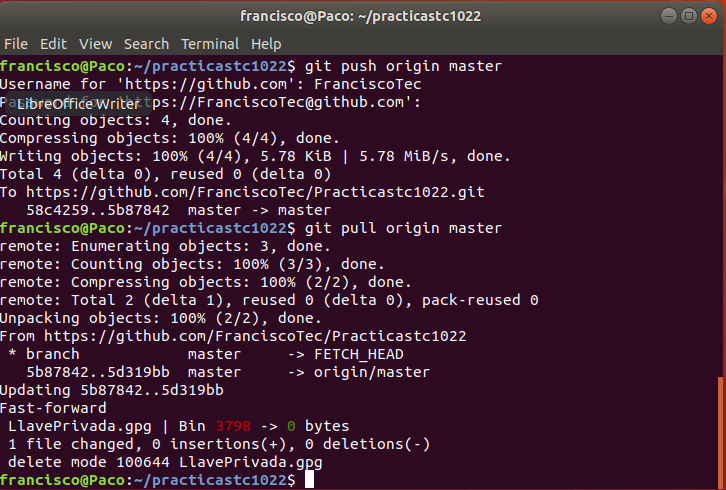 francisco@Paco: ~/practicastc1022
File Edit View Search Terminal Help
francisco@Paco:~/practicastc1022$ git push origin master
Username for 'https://github.com': FranciscoTec
LibreOffice Writer
Password for 'https://FranciscoTec@github.com':
Counting objects: 4, done.
Compressing objects: 100% (4/4), done.
Writing objects: 100% (4/4), 5.78 KiB | 5.78 MiB/s, done.
Total 4 (delta 0), reused 0 (delta 0)
To https://github.com/FranciscoTec/Practicastc1022.git
58c4259..5b87842 master -> master
francisco@Paco:~/practicastc1022$ git pull origin master
remote: Enumerating objects: 3, done.
remote: Counting objects: 100% (3/3), done.
remote: Compressing objects: 100% (2/2), done.
remote: Total 2 (delta 1), reused 0 (delta 0), pack-reused 0
Unpacking objects: 100% (2/2), done.
From https://github.com/FranciscoTec/Practicastc1022
* branch master -> FETCH_HEAD
5b87842..5d319bb master -> origin/master
Updating 5b87842..5d319bb
Fast-forward
LlavePrivada.gpg | Bin 3798 -> 0 bytes
1 file changed, 0 insertions(+), 0 deletions(-)
delete mode 100644 LlavePrivada.gpg
francisco@Paco:~/practicastc1022$